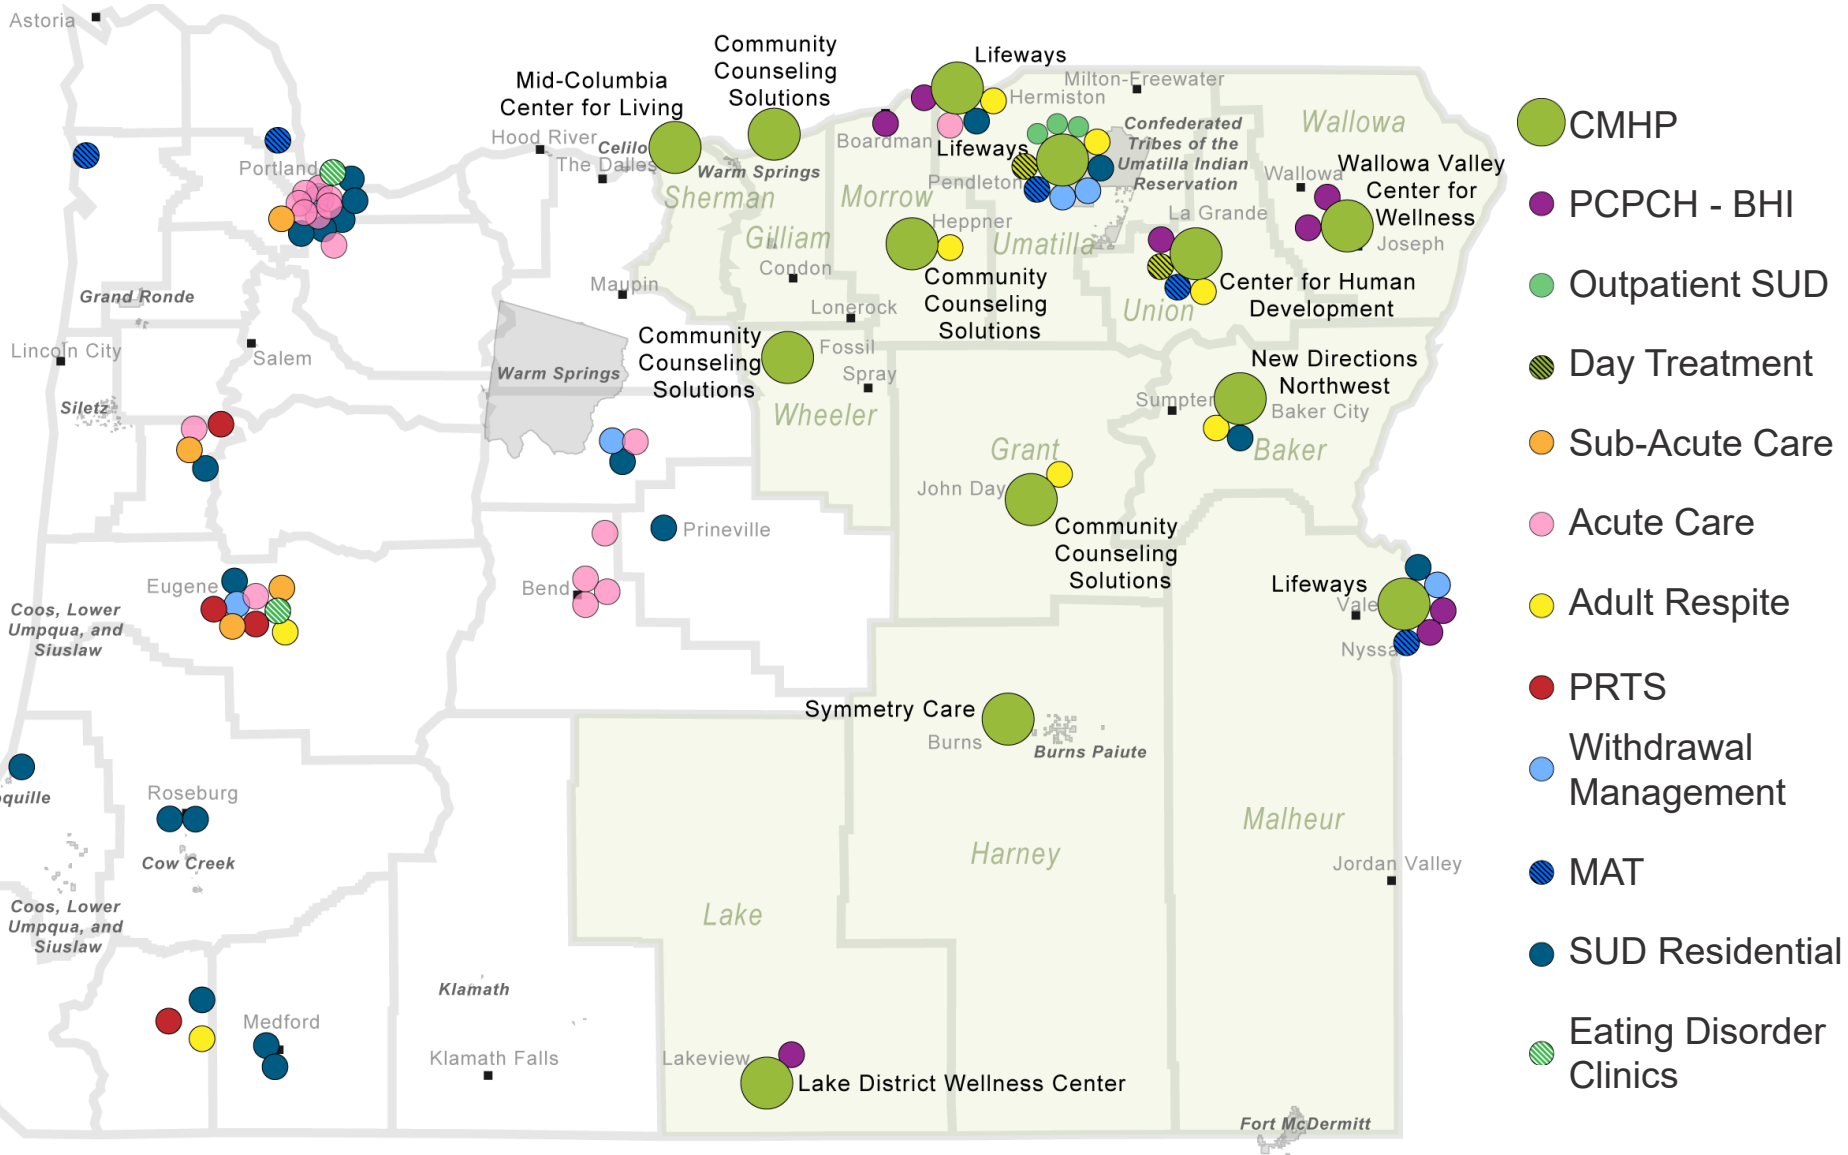 Astoria
Community
Counseling
Solutions
Lifeways
Mid-Columbia
Center for Living
Milton-Freewater
Hermiston
CMHP
Hood River
Celilo
The Dalles
Portland
Warm Springs
Boardman
Lifeways
Pendleton
Confederated
Tribes of the
Umatilla Indian
Reservation
Wallowa
Wallowa
Wallowa Valley
Center for
Wellness
Joseph
PCPCH - BHI
Sherman
Morrow
Heppner
La Grande
Gilliam
Umatilla
Condon
Community
Counseling
Solutions
Center for Human
Development
Union
Outpatient SUD
Grand Ronde
Maupin
Lonerock
Lincoln City
Salem
Community
Counseling
Solutions
Fossil
Spray
New Directions
Northwest
Day Treatment
Warm Springs
Siletz
Wheeler
Sumpter
Baker City
Baker
Grant
Sub-Acute Care
John Day
Community
Counseling
Solutions
Acute Care
Prineville
Eugene
Bend
Lifeways
Vale
Nyssa
Adult Respite
Coos, Lower
Umpqua, and
Siuslaw
PRTS
Symmetry Care
Burns
Burns Paiute
Withdrawal
Management
quille
Roseburg
Cow Creek
Malheur
Harney
Jordan Valley
MAT
Coos, Lower
Umpqua, and
Siuslaw
Lake
SUD Residential
Klamath
Medford
Klamath Falls
Lakeview
Lake District Wellness Center
Eating Disorder
Clinics
Fort McDermitt